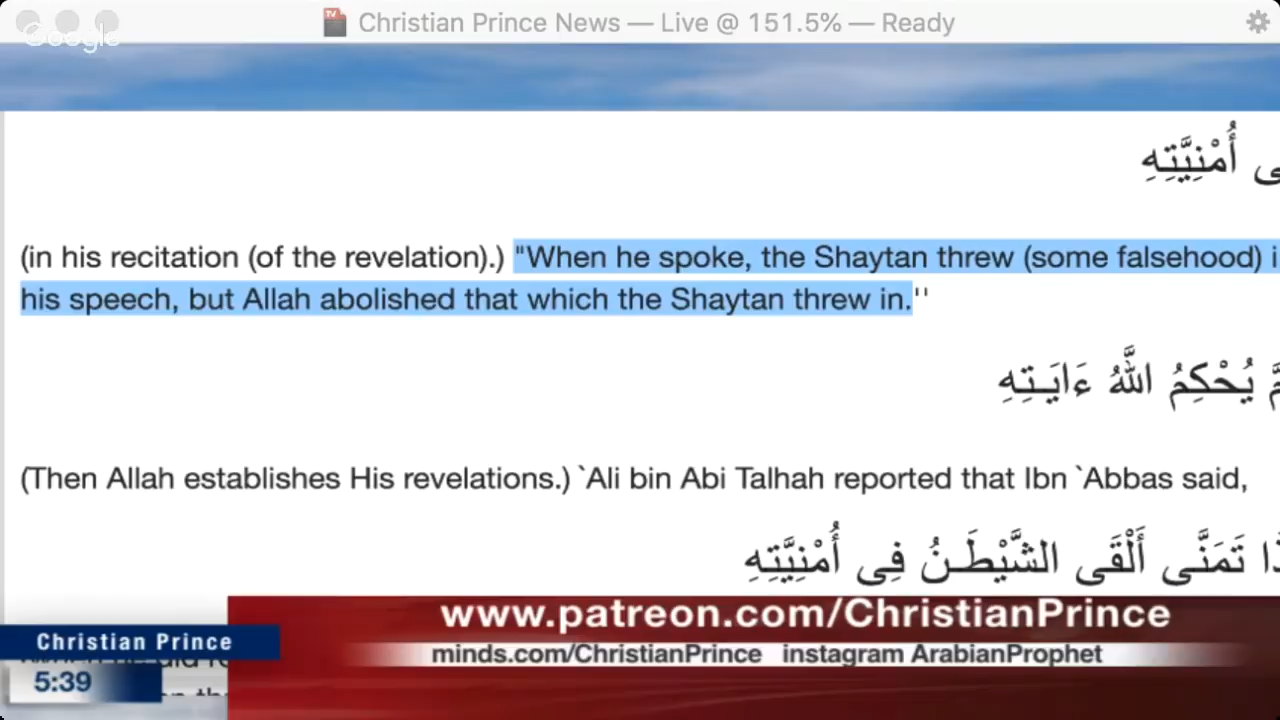 Christian Prince News — Live @ 151.5% — Ready
Google
أُمْنِيَّتِهِ
(in his recitation (of the revelation).) "When he spoke, the Shaytan threw (some falsehood) i
his speech, but Allah abolished that which the Shaytan threw in.''
يُحْكِمُ اللَّهُ ءَايَـتِهِ
(Then Allah establishes His revelations.) `Ali bin Abi Talhah reported that Ibn `Abbas said,
تَمَنَّى أَلْقَى الشَّيْطَـنُ فِى أُمْنِيَّتِهِ
www.patreon.com/ChristianPrince
Christian Prince
minds.com/ChristianPrince instagram ArabianProphet
5:39